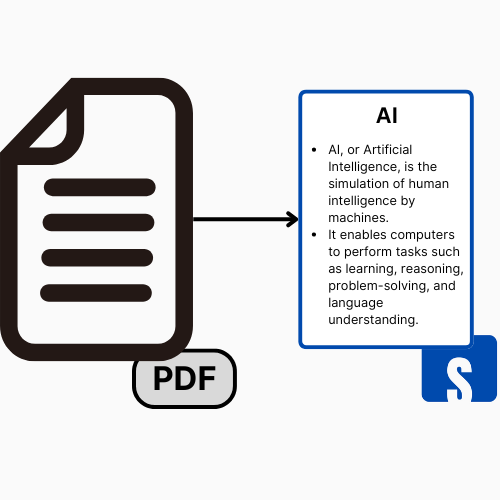 AI
• AI, or Artificial
Intelligence, is the
simulation of human
intelligence by
machines.
• It enables computers
to perform tasks such
as learning, reasoning,
problem-solving, and
language
understanding.
PDF
S